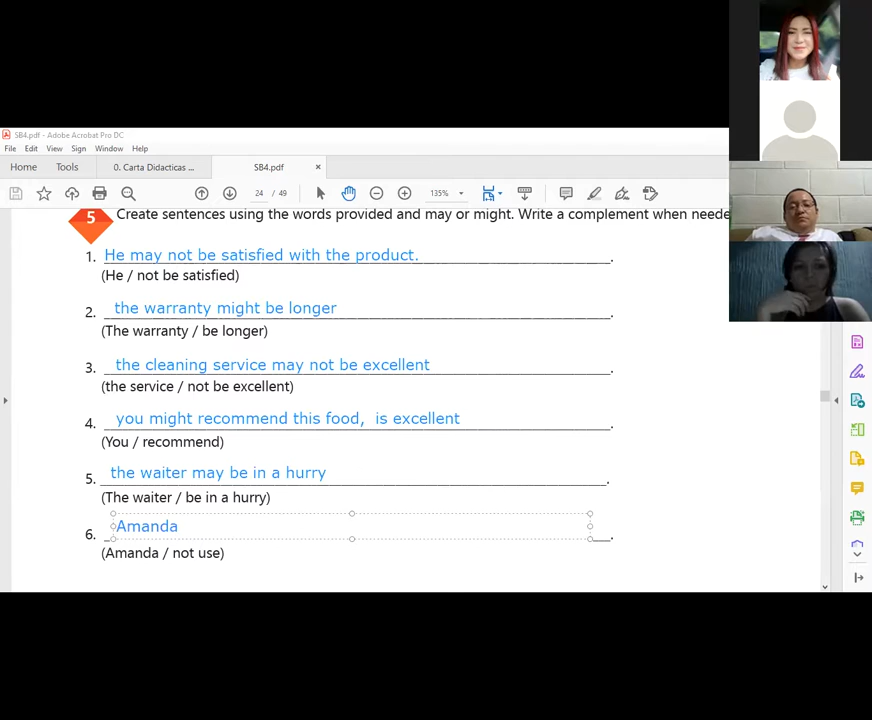 SB4.pdf - Adobe Acrobat Pro DC
File Edit View Sign Window Help
Home Tools 0. Carta Didacticas ... SB4.pdf ×
24 / 49 135%
5 Create sentences using the words provided and may or might. Write a complement when neede
1. He may not be satisfied with the product. .
(He / not be satisfied)
2. the warranty might be longer .
(The warranty / be longer)
3. the cleaning service may not be excellent .
(the service / not be excellent)
4. you might recommend this food, is excellent .
(You / recommend)
5. the waiter may be in a hurry .
(The waiter / be in a hurry)
6. Amanda .
(Amanda / not use)